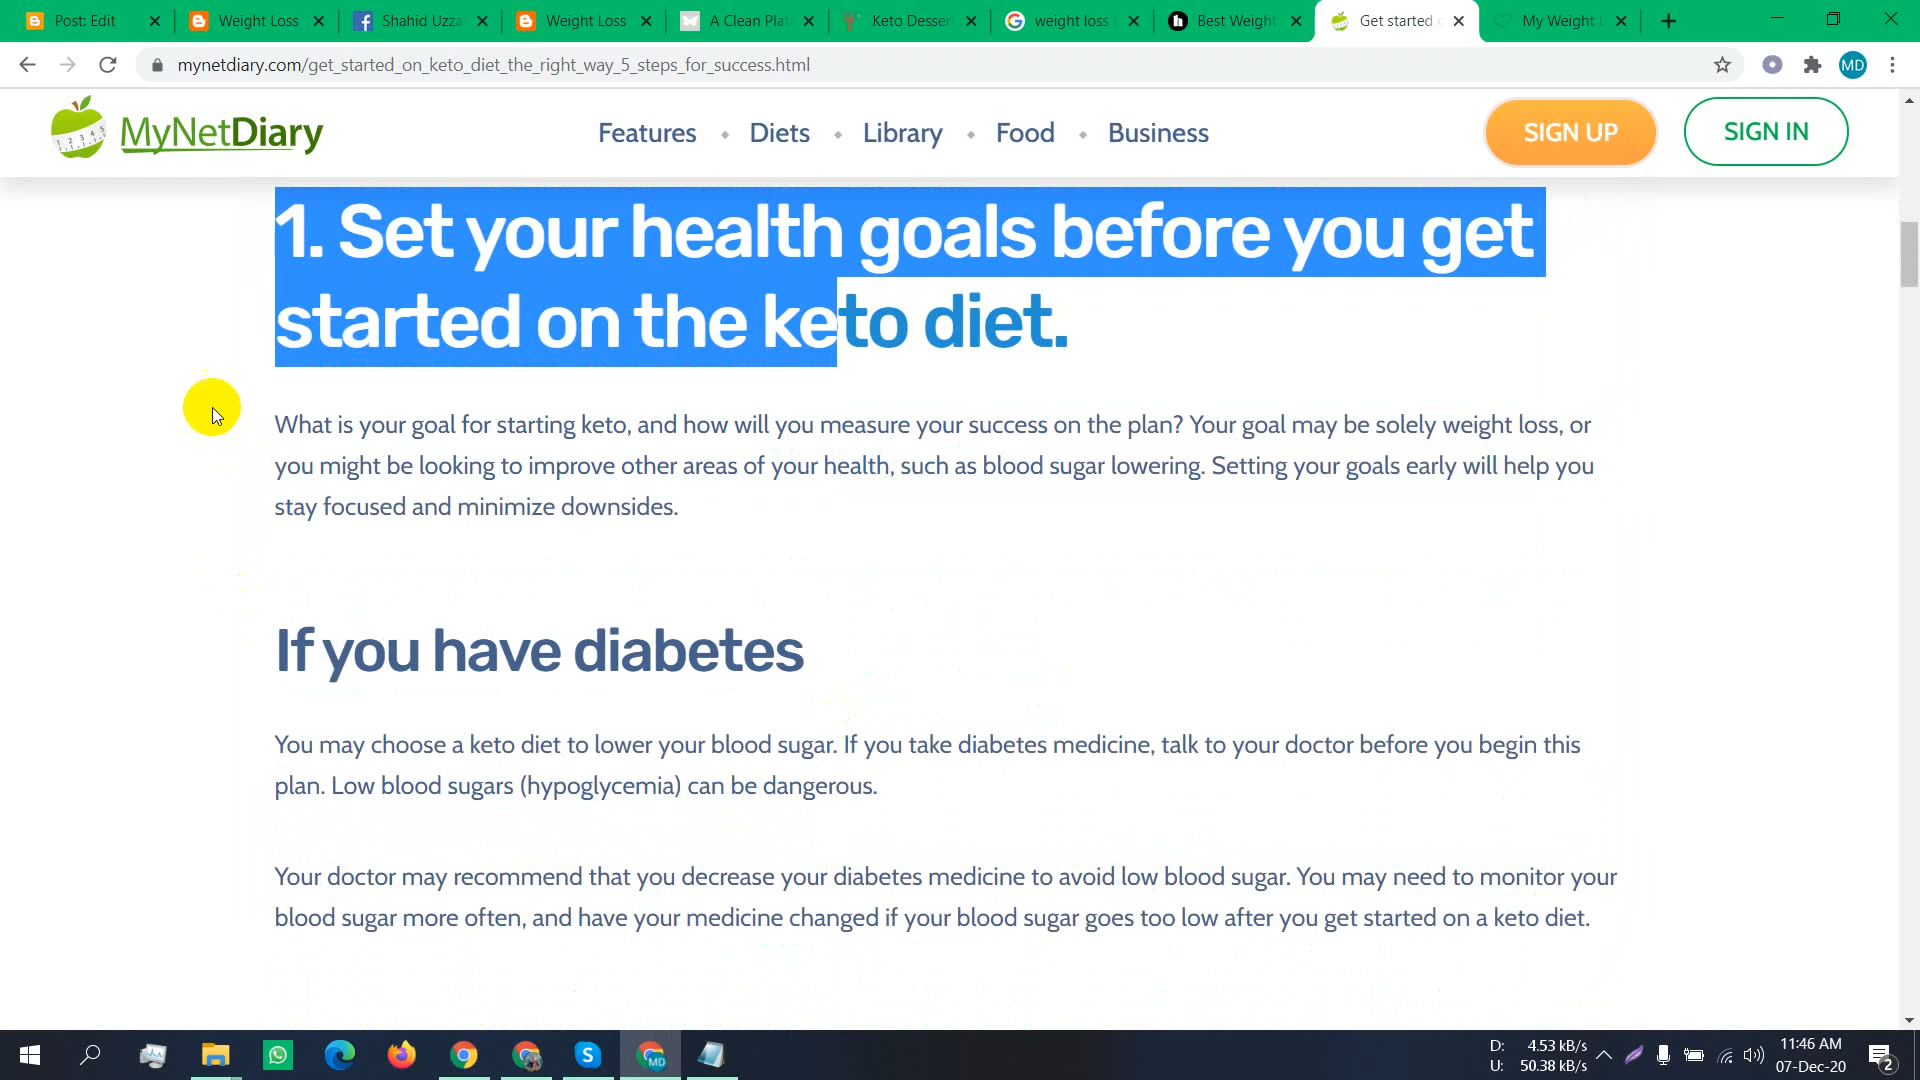 Post: Edit
Weight Loss
Shahid Uzza
Weight Loss
A Clean Plat
Keto Desser
weight loss
Best Weight
Get started
My Weight L
mynetdiary.com/get_started_on_keto_diet_the_right_way_5_steps_for_success.html
MD
MyNetDiary
Features
Diets
Library
Food
Business
SIGN UP
SIGN IN
1. Set your health goals before you get
started on the keto diet.
What is your goal for starting keto, and how will you measure your success on the plan? Your goal may be solely weight loss, or
you might be looking to improve other areas of your health, such as blood sugar lowering. Setting your goals early will help you
stay focused and minimize downsides.
If you have diabetes
You may choose a keto diet to lower your blood sugar. If you take diabetes medicine, talk to your doctor before you begin this
plan. Low blood sugars (hypoglycemia) can be dangerous.
Your doctor may recommend that you decrease your diabetes medicine to avoid low blood sugar. You may need to monitor your
blood sugar more often, and have your medicine changed if your blood sugar goes too low after you get started on a keto diet.
D: 4.53 kB/s
U: 50.38 kB/s
11:46 AM
07-Dec-20
2